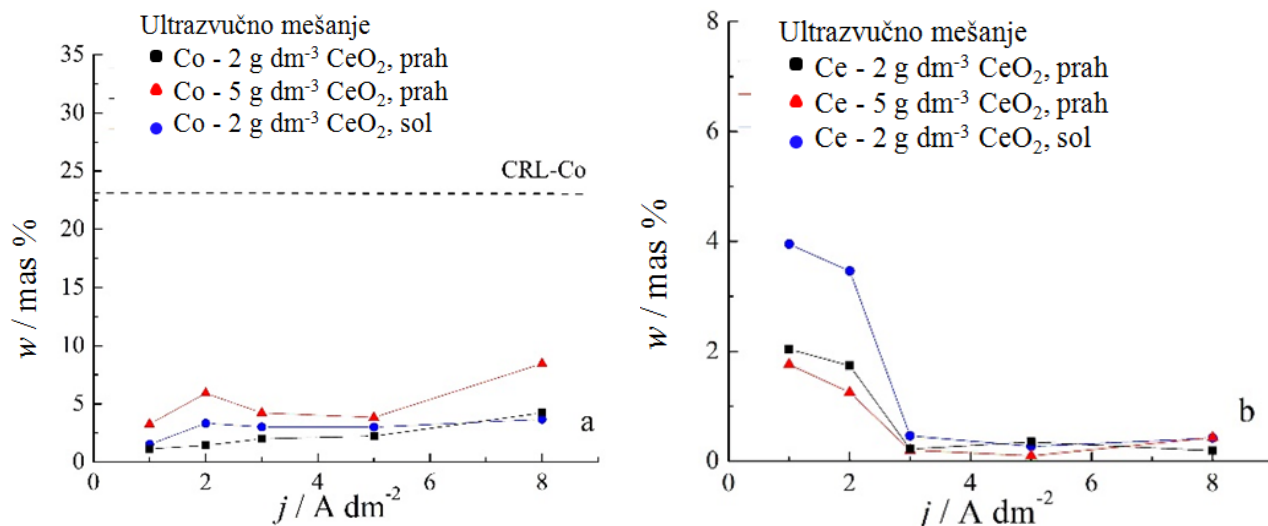 Ultrazvučno mešanje
Co - 2 g dm⁻³ CeO₂, prah
Co - 5 g dm⁻³ CeO₂, prah
Co - 2 g dm⁻³ CeO₂, sol
35
30
25
20
15
10
5
0
CRL-Co
a
0 2 4 6 8
w / mas %
j / A dm⁻²
Ultrazvučno mešanje
Ce - 2 g dm⁻³ CeO₂, prah
Ce - 5 g dm⁻³ CeO₂, prah
Ce - 2 g dm⁻³ CeO₂, sol
8
6
4
2
0
b
0 2 4 6 8
w / mas %
j / A dm⁻²